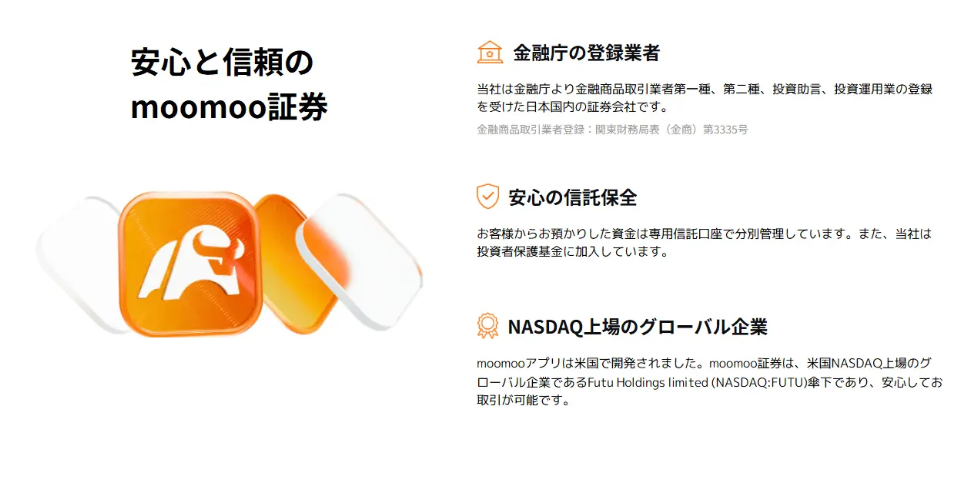 安心と信頼の
moomoo証券
金融庁の登録業者
当社は金融庁より金融商品取引業者第一種、第二種、投資助言、投資運用業の登録
を受けた日本国内の証券会社です。
金融商品取引業者登録：関東財務局長（金商）第3335号
安心の信託保全
お客様からお預かりした資金は専用信託口座で分別管理しています。また、当社は
投資者保護基金に加入しています。
NASDAQ上場のグローバル企業
moomooアプリは米国で開発されました。moomoo証券は、米国NASDAQ上場のグ
ローバル企業であるFutu Holdings limited (NASDAQ:FUTU)傘下であり、安心してお
取引が可能です。